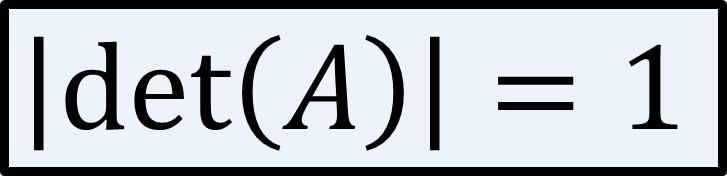 |det(A)| = 1